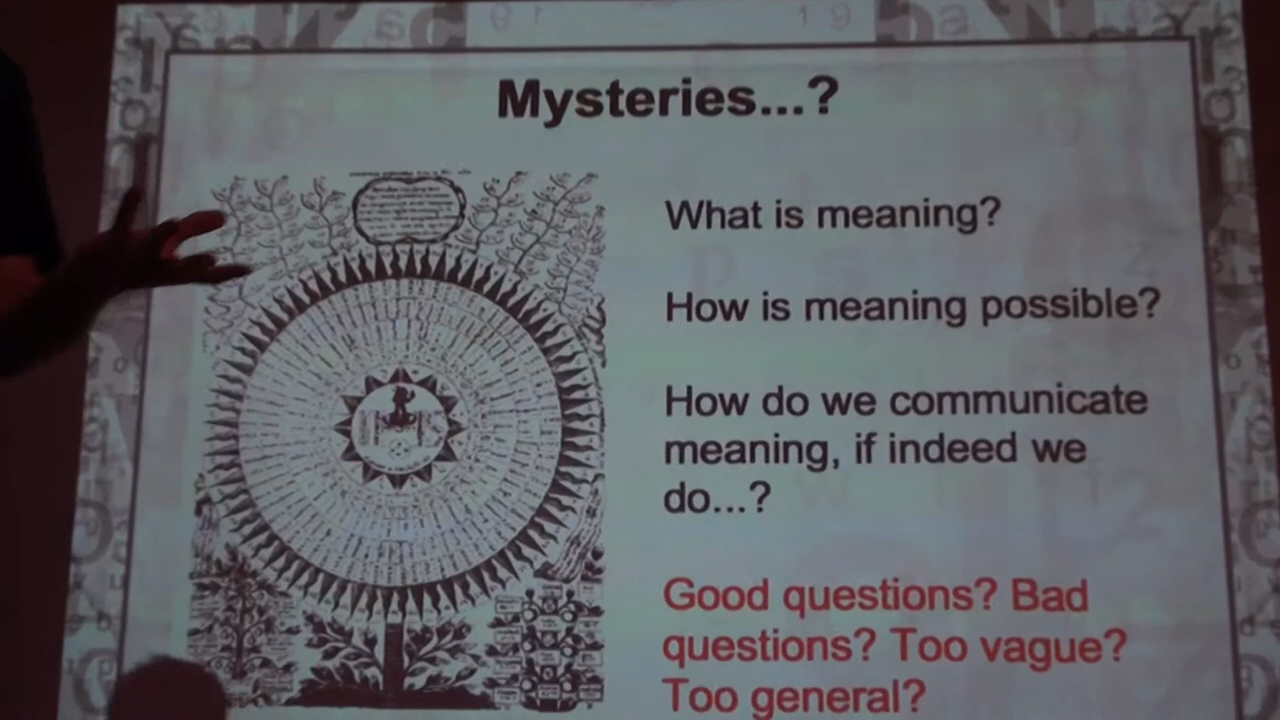 Mysteries...?
What is meaning?
How is meaning possible?
How do we communicate
meaning, if indeed we
do...?
Good questions? Bad
questions? Too vague?
Too general?